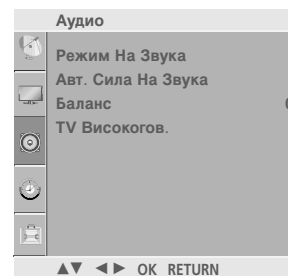 Аудио
Режим На Звука
Авт. Сила На Звука
Баланс
TV Високогов.
▲▼ ◄► OK RETURN